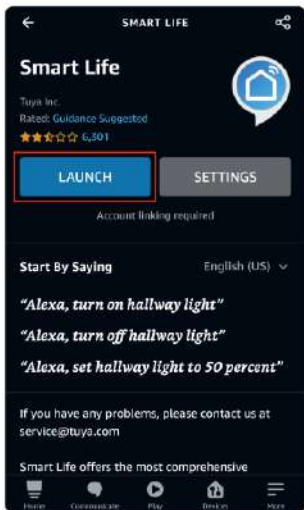 SMART LIFE
Smart Life
Tuya Inc.
Rated: Guidance Suggested
6,301
LAUNCH
SETTINGS
Account linking required
Start By Saying
English (US)
“Alexa, turn on hallway light”
“Alexa, turn off hallway light”
“Alexa, set hallway light to 50 percent”
If you have any problems, please contact us at
service@tuya.com
Smart Life offers the most comprehensive
Home Communicate Play Devices More